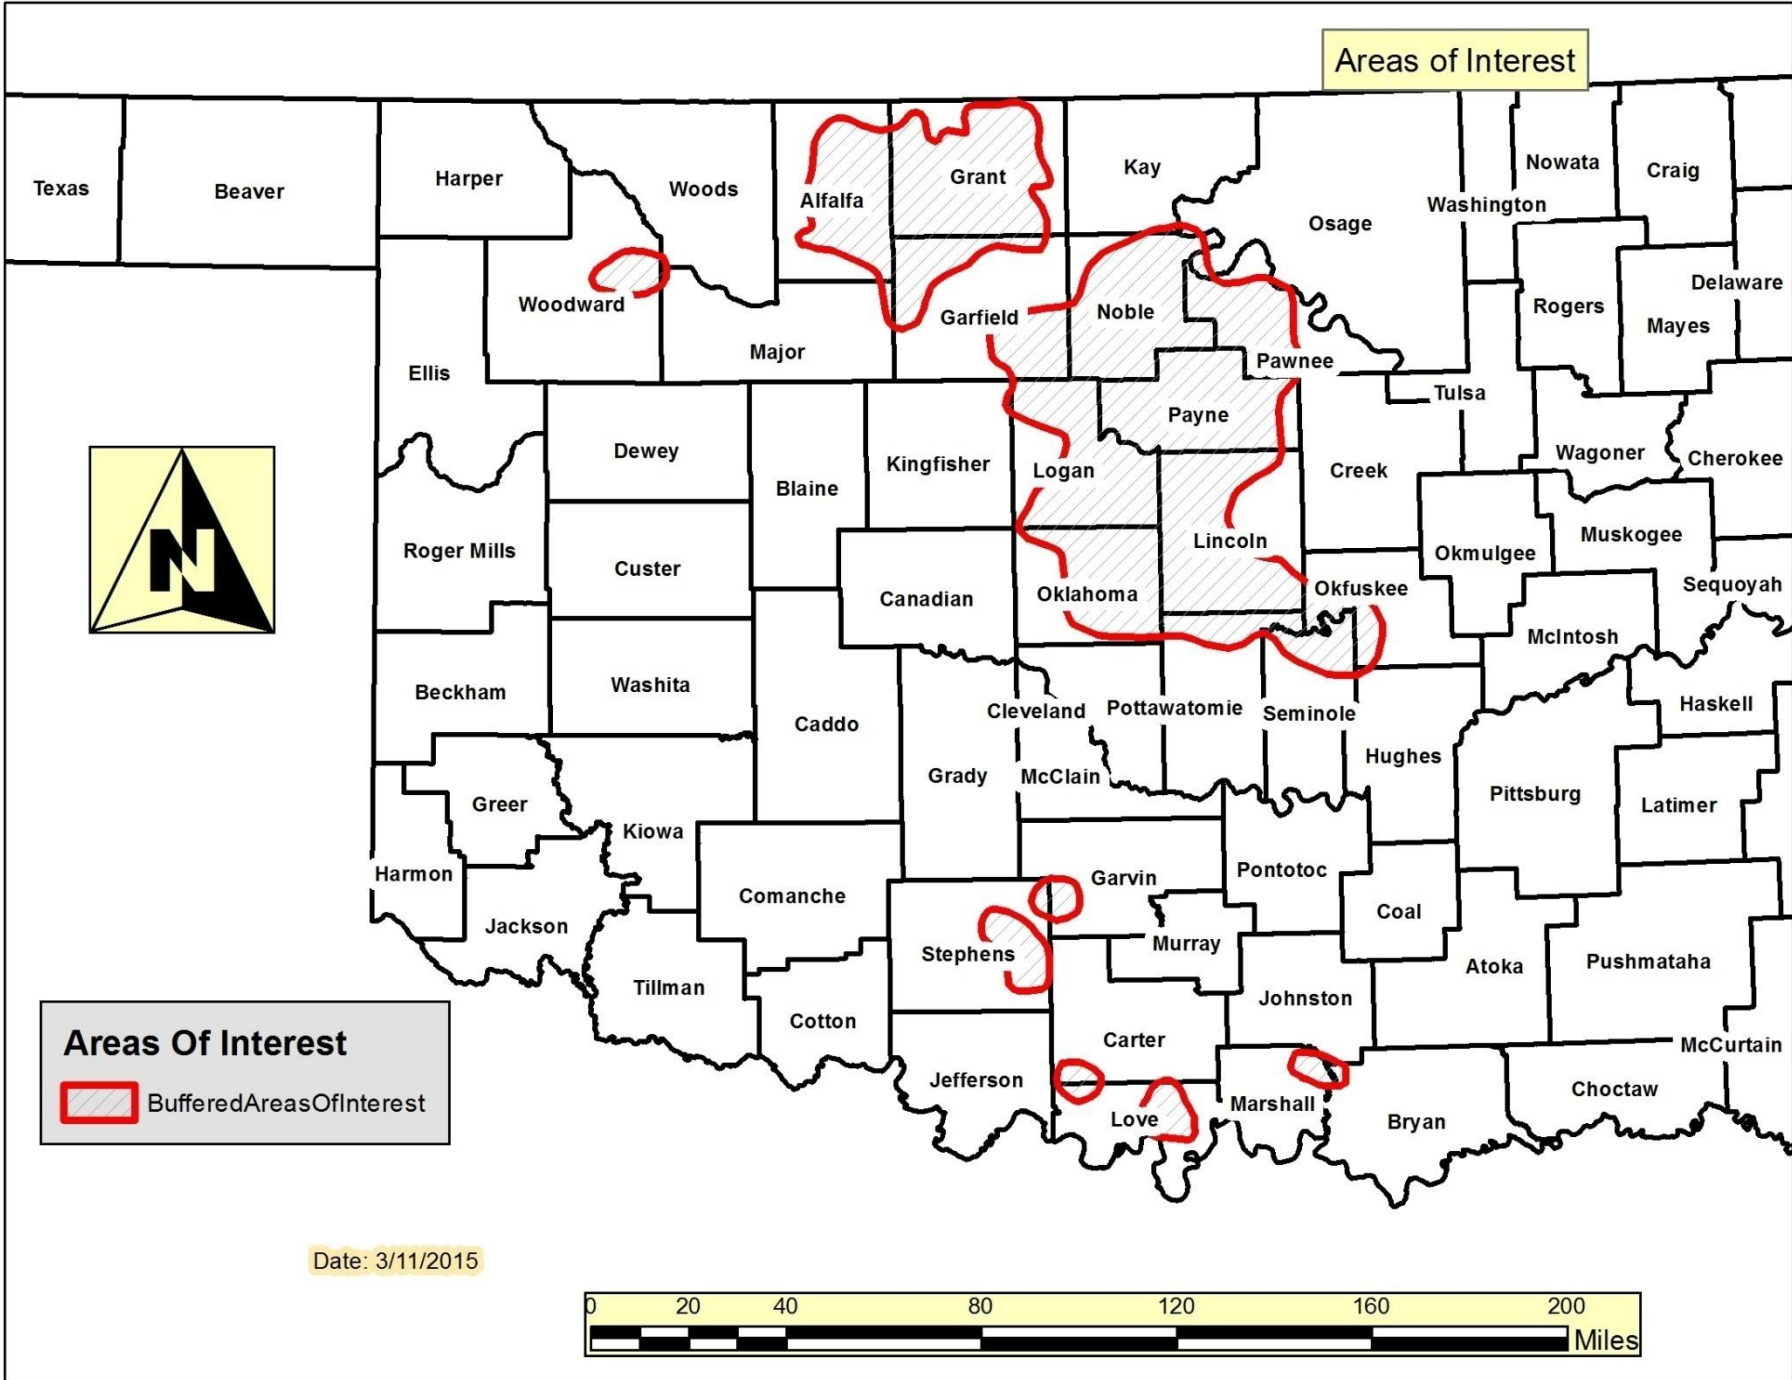 Areas of Interest
Texas
Beaver
Harper
Woods
Alfalfa
Grant
Kay
Osage
Washington
Nowata
Craig
Woodward
Garfield
Noble
Pawnee
Rogers
Mayes
Delaware
Ellis
Major
Payne
Tulsa
Wagoner
Cherokee
Dewey
Blaine
Kingfisher
Logan
Lincoln
Creek
Roger Mills
Custer
Canadian
Oklahoma
Okfuskee
Okmulgee
Muskogee
Sequoyah
McIntosh
N
Beckham
Washita
Caddo
Grady
Cleveland
McClain
Pottawatomie
Seminole
Hughes
Pittsburg
Haskell
Latimer
Greer
Kiowa
Harmon
Jackson
Comanche
Garvin
Pontotoc
Coal
Stephens
Murray
Atoka
Pushmataha
Tillman
Cotton
Johnston
Carter
McCurtain
Jefferson
Love
Marshall
Bryan
Choctaw
Areas Of Interest
BufferedAreasOfInterest
Date: 3/11/2015
0 20 40 80 120 160 200
Miles